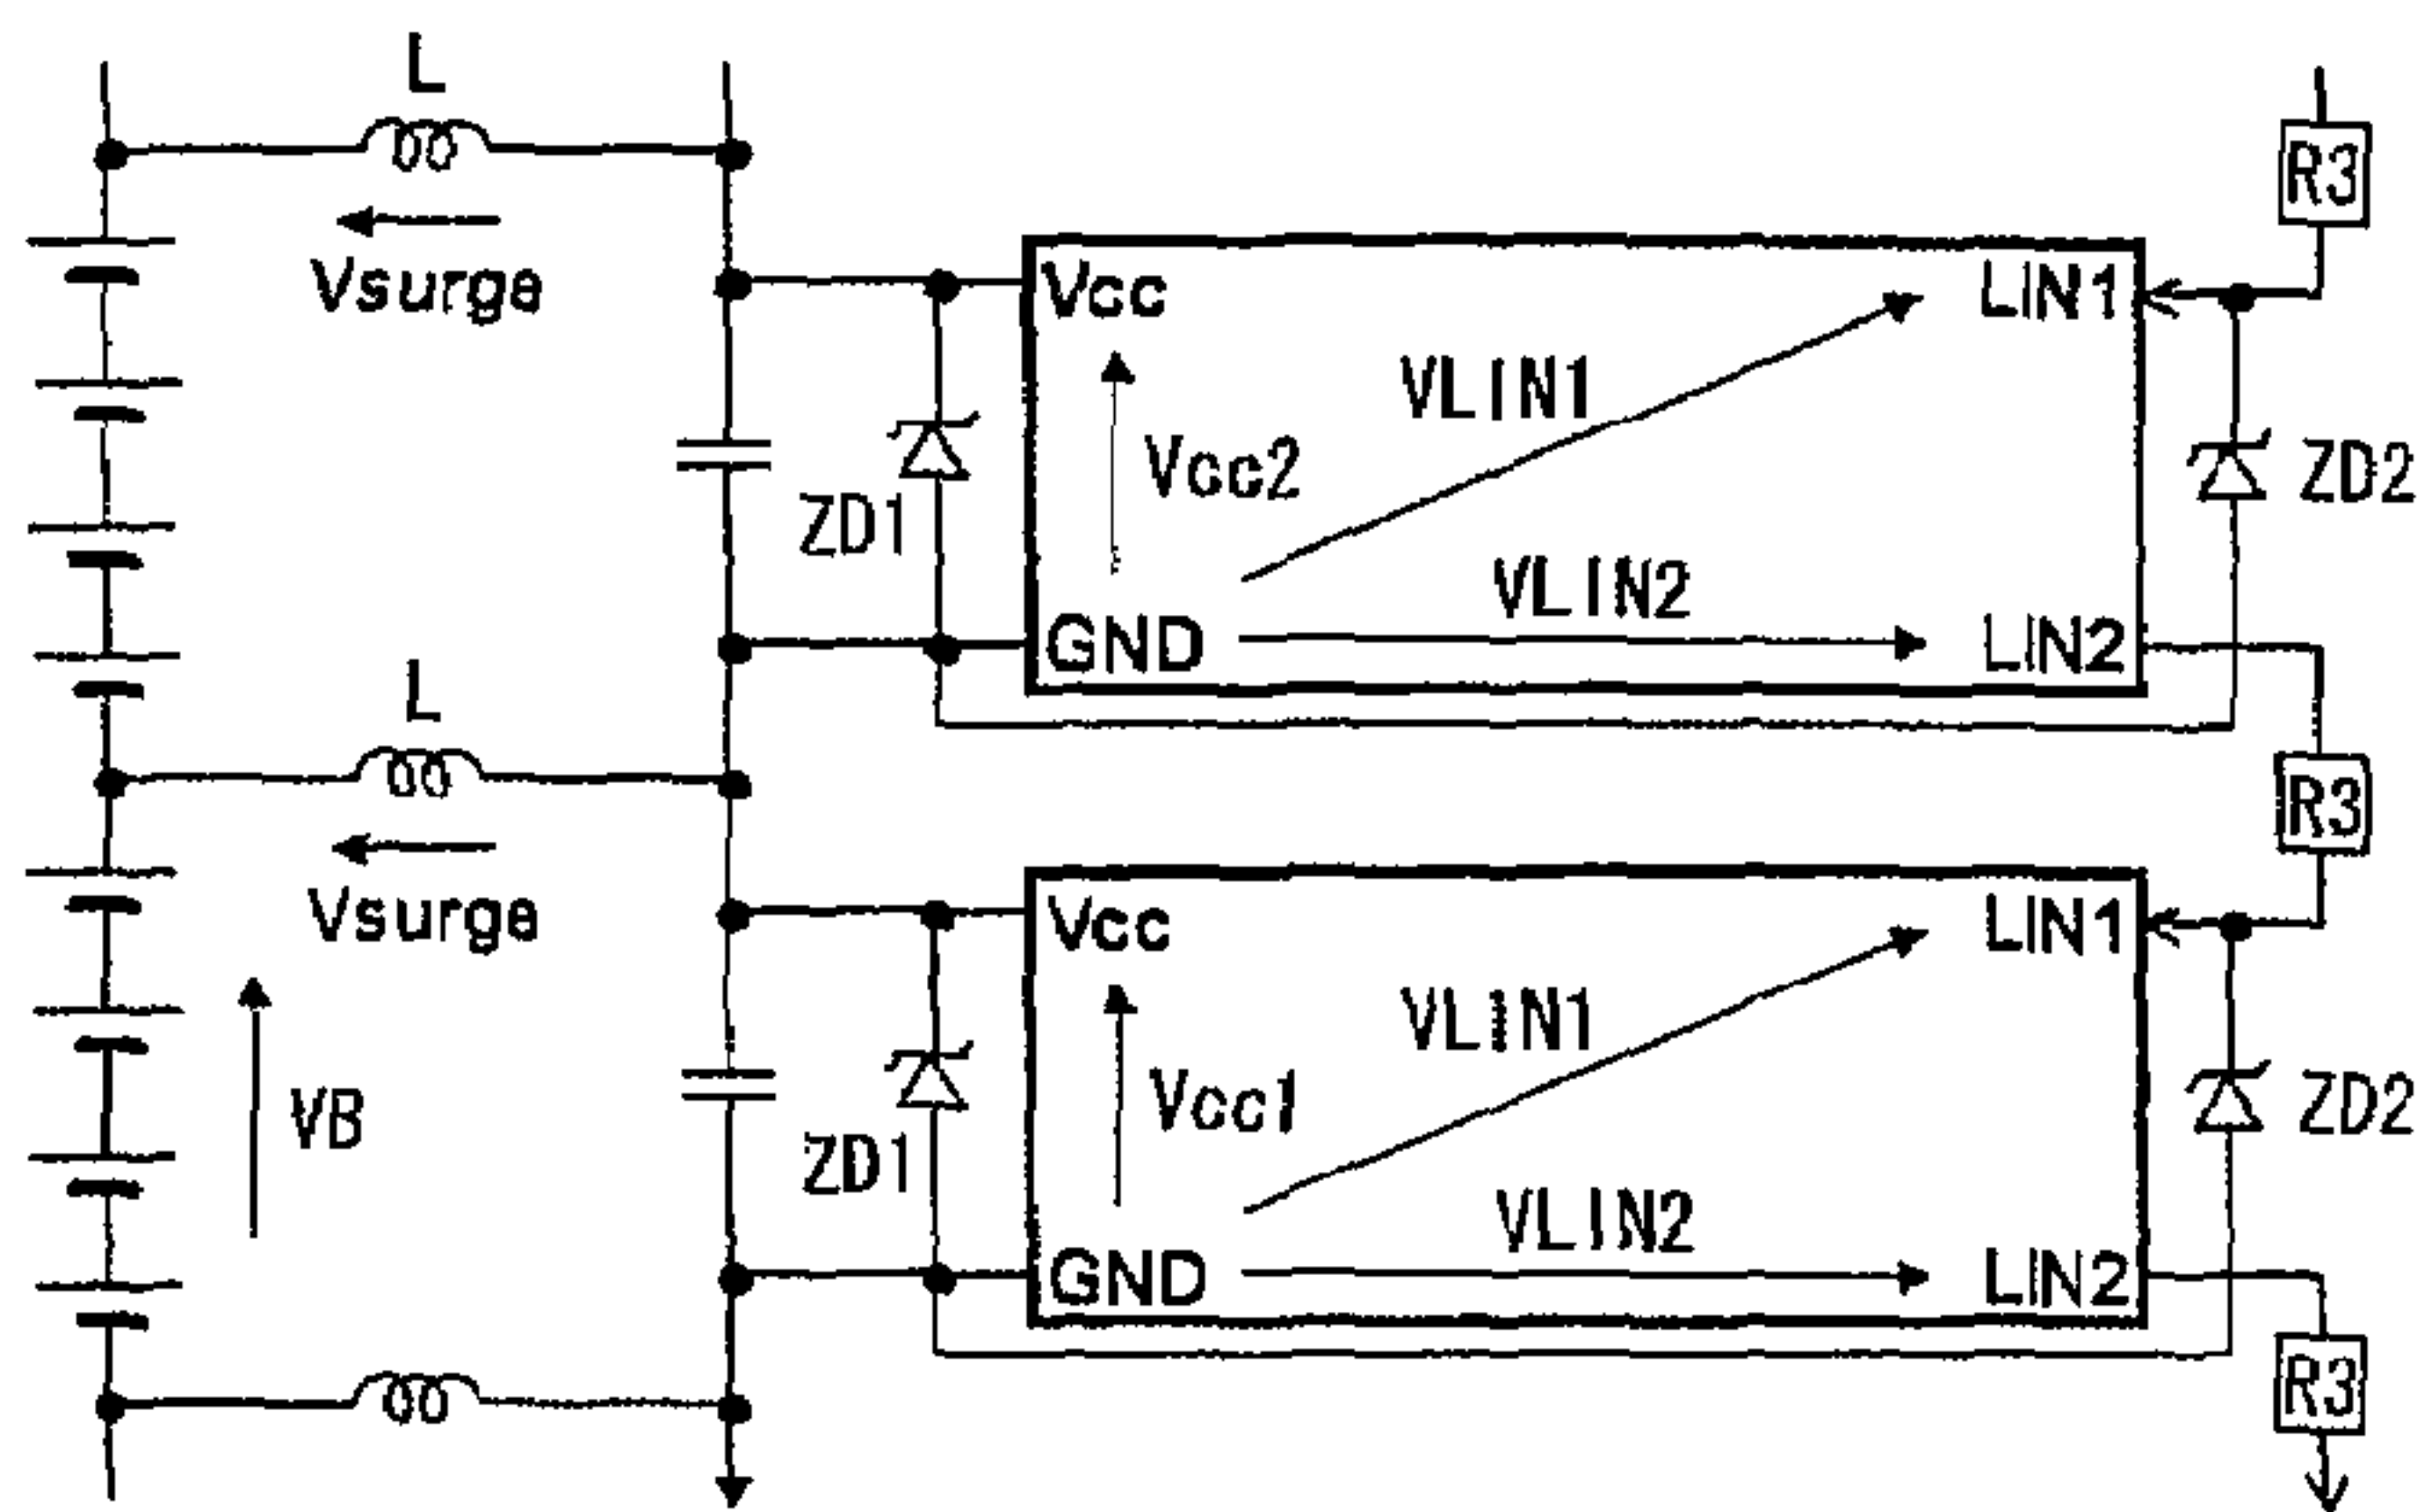 L
Vsurge
R3
Vcc
LIN1
VLIN1
Vcc2
ZD1
ZD2
VLIN2
GND
LIN2
L
Vsurge
R3
Vcc
LIN1
VLIN1
Vcc1
VB
ZD1
ZD2
VLIN2
GND
LIN2
R3